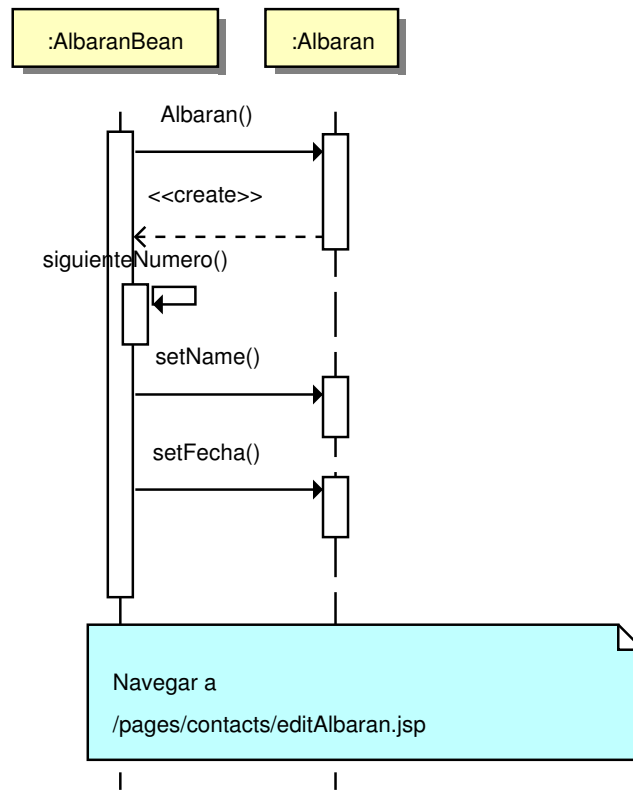 :AlbaranBean
:Albaran
Albaran()
<<create>>
siguienteNumero()
setName()
setFecha()
Navegar a
/pages/contacts/editAlbaran.jsp